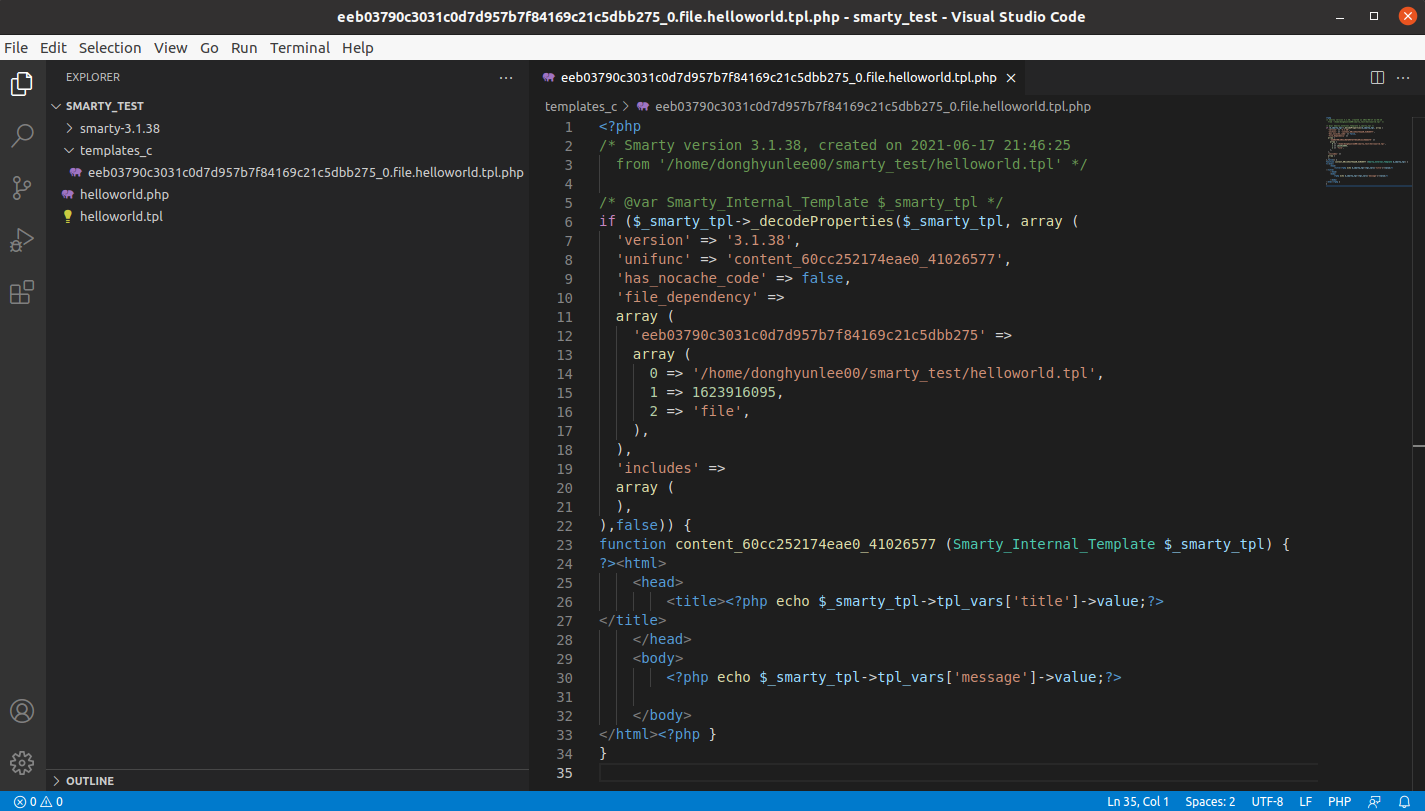 eeb03790c3031c0d7d957b7f84169c21c5dbb275_0.file.helloworld.tpl.php - smarty_test - Visual Studio Code
File Edit Selection View Go Run Terminal Help
EXPLORER
SMARTY_TEST
smarty-3.1.38
templates_c
eeb03790c3031c0d7d957b7f84169c21c5dbb275_0.file.helloworld.tpl.php
helloworld.php
helloworld.tpl
OUTLINE
eeb03790c3031c0d7d957b7f84169c21c5dbb275_0.file.helloworld.tpl.php
templates_c > eeb03790c3031c0d7d957b7f84169c21c5dbb275_0.file.helloworld.tpl.php
1 <?php
2 /* Smarty version 3.1.38, created on 2021-06-17 21:46:25
3   from '/home/donghyunlee00/smarty_test/helloworld.tpl' */
4
5 /* @var Smarty_Internal_Template $_smarty_tpl */
6 if ($_smarty_tpl->_decodeProperties($_smarty_tpl, array (
7   'version' => '3.1.38',
8   'unifunc' => 'content_60cc252174eae0_41026577',
9   'has_nocache_code' => false,
10   'file_dependency' =>
11   array (
12     'eeb03790c3031c0d7d957b7f84169c21c5dbb275' =>
13     array (
14       0 => '/home/donghyunlee00/smarty_test/helloworld.tpl',
15       1 => 1623916095,
16       2 => 'file',
17     ),
18   ),
19   'includes' =>
20   array (
21   ),
22 ),false)) {
23 function content_60cc252174eae0_41026577 (Smarty_Internal_Template $_smarty_tpl) {
24 ?><html>
25     <head>
26         <title><?php echo $_smarty_tpl->tpl_vars['title']->value;?>
27 </title>
28     </head>
29     <body>
30         <?php echo $_smarty_tpl->tpl_vars['message']->value;?>
31
32     </body>
33 </html><?php }
34 }
35
0 0 Ln 35, Col 1 Spaces: 2 UTF-8 LF PHP